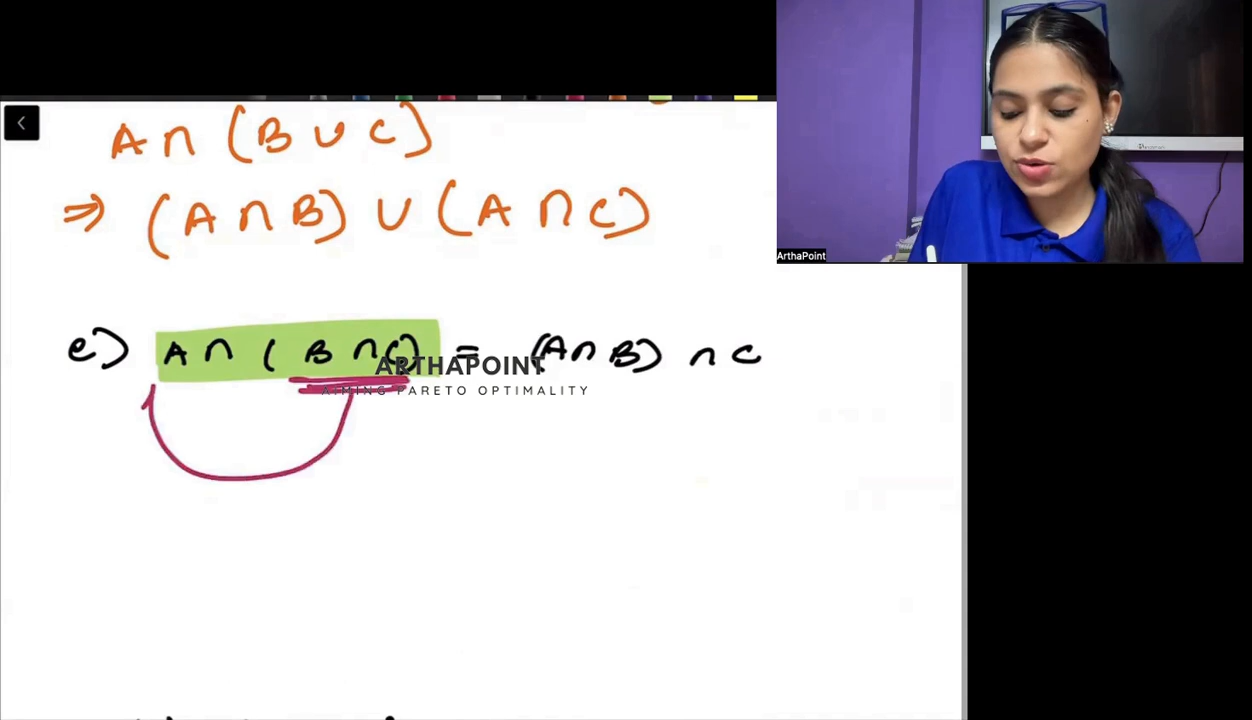 A ∩ (B ∪ C)
⇒ (A ∩ B) ∪ (A ∩ C)
e) A ∩ (B ∩ C) = (A ∩ B) ∩ C
ARTHAPOINT
AIMING PARETO OPTIMALITY
ArthaPoint